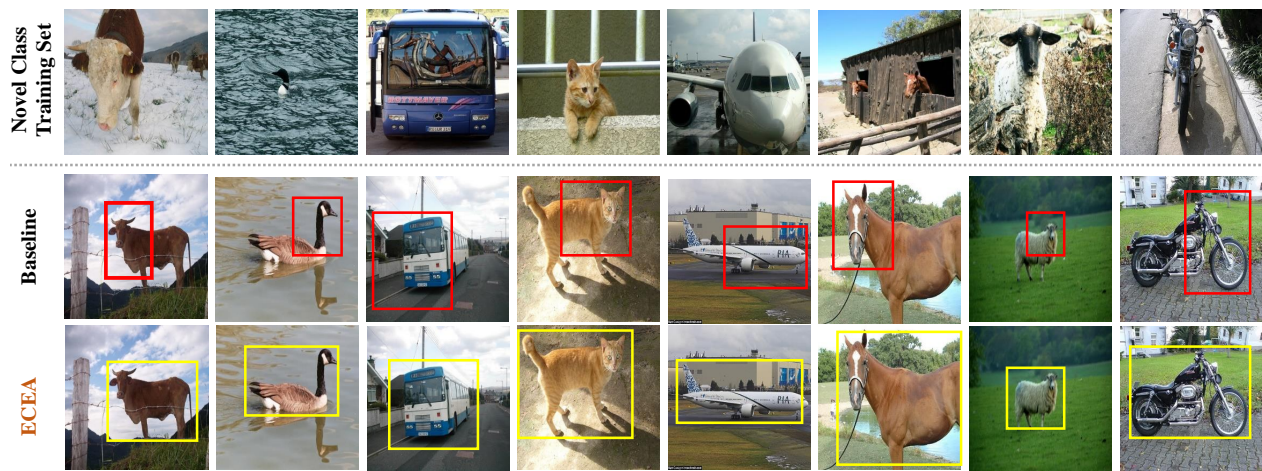 Novel Class
Training Set
Baseline
PIA
ECEA
PIA